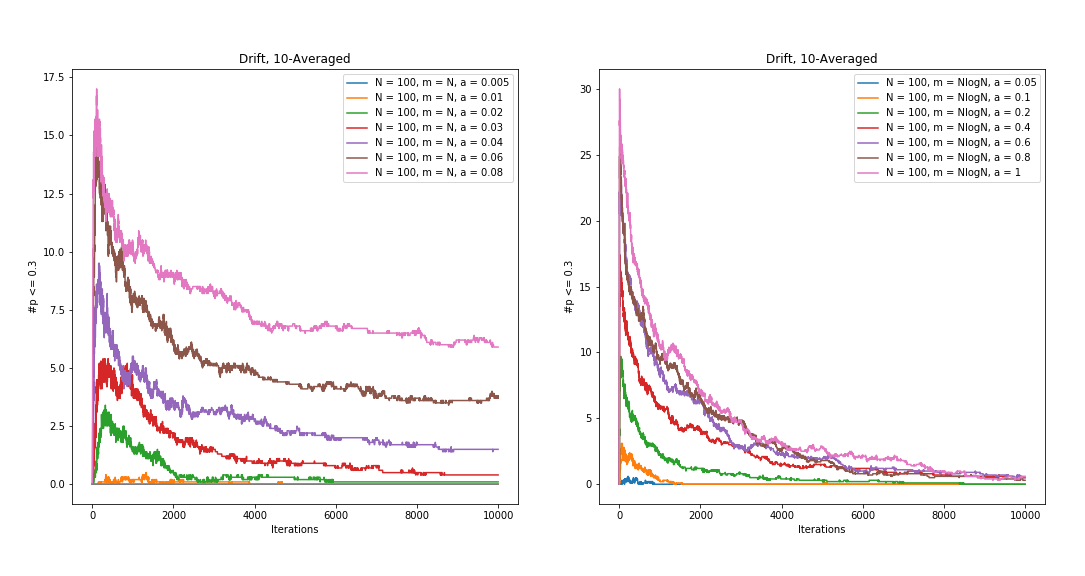 Drift, 10-Averaged
#p <= 0.3
17.5
15.0
12.5
10.0
7.5
5.0
2.5
0.0
N = 100, m = N, a = 0.005
N = 100, m = N, a = 0.01
N = 100, m = N, a = 0.02
N = 100, m = N, a = 0.03
N = 100, m = N, a = 0.04
N = 100, m = N, a = 0.06
N = 100, m = N, a = 0.08
0
2000
4000
6000
8000
10000
Iterations
Drift, 10-Averaged
#p <= 0.3
30
25
20
15
10
5
0
N = 100, m = NlogN, a = 0.05
N = 100, m = NlogN, a = 0.1
N = 100, m = NlogN, a = 0.2
N = 100, m = NlogN, a = 0.4
N = 100, m = NlogN, a = 0.6
N = 100, m = NlogN, a = 0.8
N = 100, m = NlogN, a = 1
0
2000
4000
6000
8000
10000
Iterations